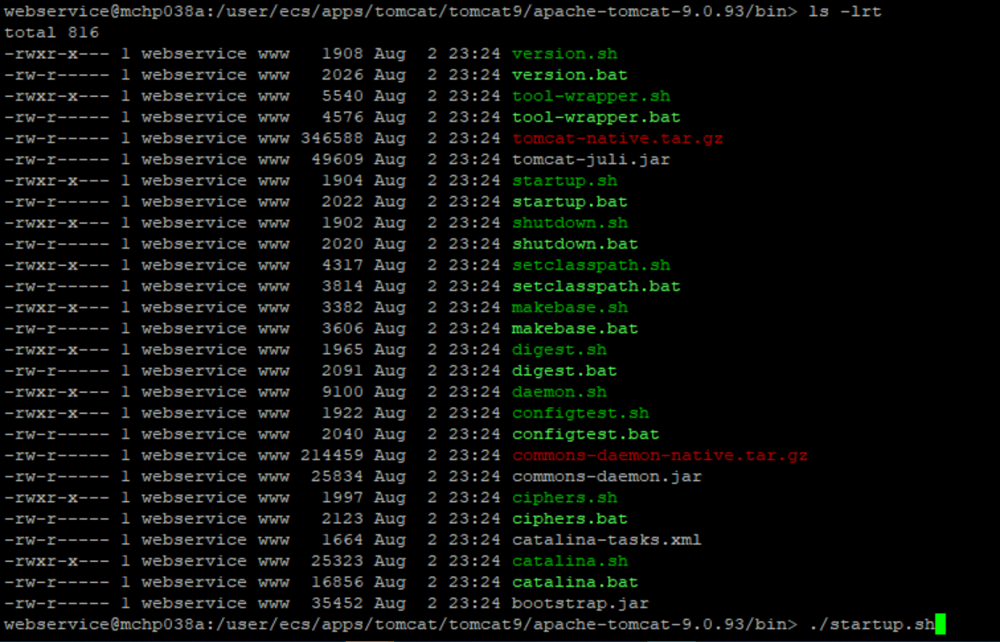 webservice@mchp038a:/user/ecs/apps/tomcat/tomcat9/apache-tomcat-9.0.93/bin> ls -lrt
total 816
-rwxr-x--- 1 webservice www   1908 Aug  2 23:24 version.sh
-rw-r----- 1 webservice www   2026 Aug  2 23:24 version.bat
-rwxr-x--- 1 webservice www   5540 Aug  2 23:24 tool-wrapper.sh
-rw-r----- 1 webservice www   4576 Aug  2 23:24 tool-wrapper.bat
-rw-r----- 1 webservice www 346588 Aug  2 23:24 tomcat-native.tar.gz
-rw-r----- 1 webservice www  49609 Aug  2 23:24 tomcat-juli.jar
-rwxr-x--- 1 webservice www   1904 Aug  2 23:24 startup.sh
-rw-r----- 1 webservice www   2022 Aug  2 23:24 startup.bat
-rwxr-x--- 1 webservice www   1902 Aug  2 23:24 shutdown.sh
-rw-r----- 1 webservice www   2020 Aug  2 23:24 shutdown.bat
-rwxr-x--- 1 webservice www   4317 Aug  2 23:24 setclasspath.sh
-rw-r----- 1 webservice www   3814 Aug  2 23:24 setclasspath.bat
-rwxr-x--- 1 webservice www   3382 Aug  2 23:24 makebase.sh
-rw-r----- 1 webservice www   3606 Aug  2 23:24 makebase.bat
-rwxr-x--- 1 webservice www   1965 Aug  2 23:24 digest.sh
-rw-r----- 1 webservice www   2091 Aug  2 23:24 digest.bat
-rwxr-x--- 1 webservice www   9100 Aug  2 23:24 daemon.sh
-rwxr-x--- 1 webservice www   1922 Aug  2 23:24 configtest.sh
-rw-r----- 1 webservice www   2040 Aug  2 23:24 configtest.bat
-rw-r----- 1 webservice www 214459 Aug  2 23:24 commons-daemon-native.tar.gz
-rw-r----- 1 webservice www  25834 Aug  2 23:24 commons-daemon.jar
-rwxr-x--- 1 webservice www   1997 Aug  2 23:24 ciphers.sh
-rw-r----- 1 webservice www   2123 Aug  2 23:24 ciphers.bat
-rw-r----- 1 webservice www   1664 Aug  2 23:24 catalina-tasks.xml
-rwxr-x--- 1 webservice www  25323 Aug  2 23:24 catalina.sh
-rw-r----- 1 webservice www  16856 Aug  2 23:24 catalina.bat
-rw-r----- 1 webservice www  35452 Aug  2 23:24 bootstrap.jar
webservice@mchp038a:/user/ecs/apps/tomcat/tomcat9/apache-tomcat-9.0.93/bin> ./startup.sh